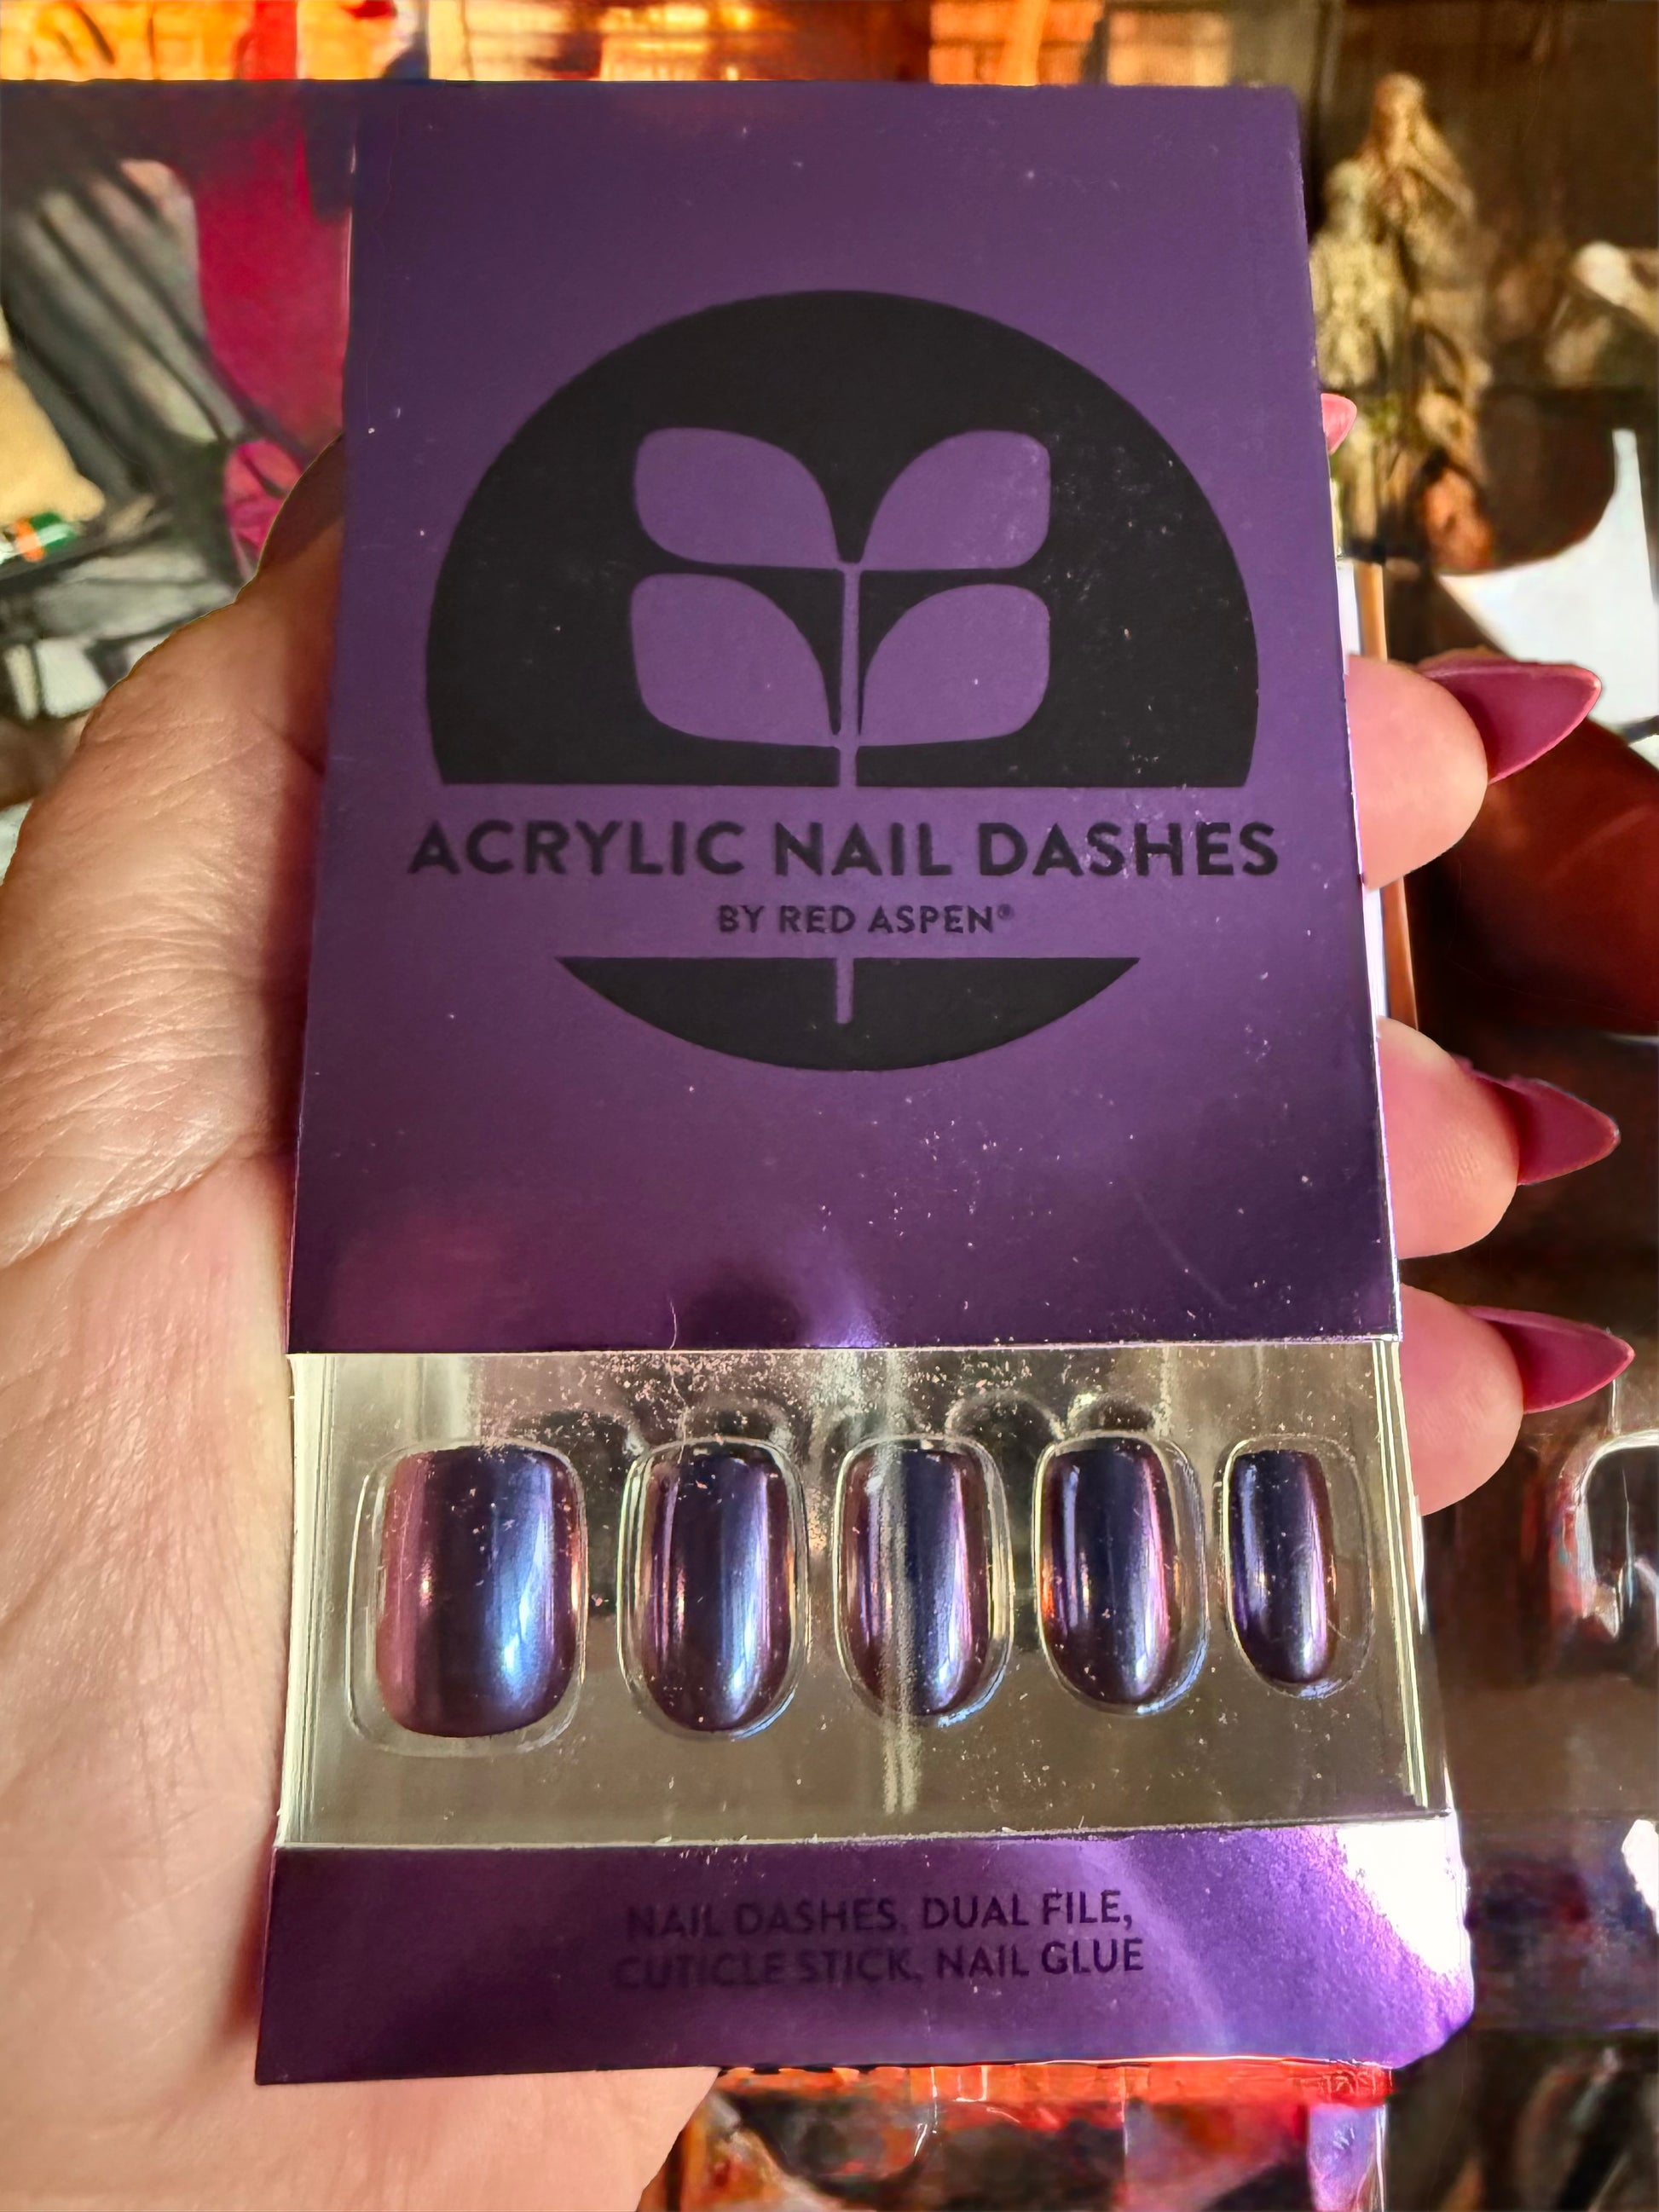 ACRYLIC NAIL DASHES
BY RED ASPEN®
NAIL DASHES, DUAL FILE,
CUTICLE STICK, NAIL GLUE